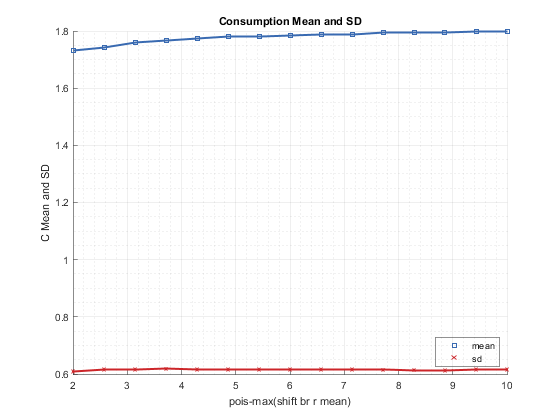 Consumption Mean and SD
C Mean and SD
1.8
1.6
1.4
1.2
1
0.8
0.6
2 3 4 5 6 7 8 9 10
pois-max(shift br r mean)
mean
sd